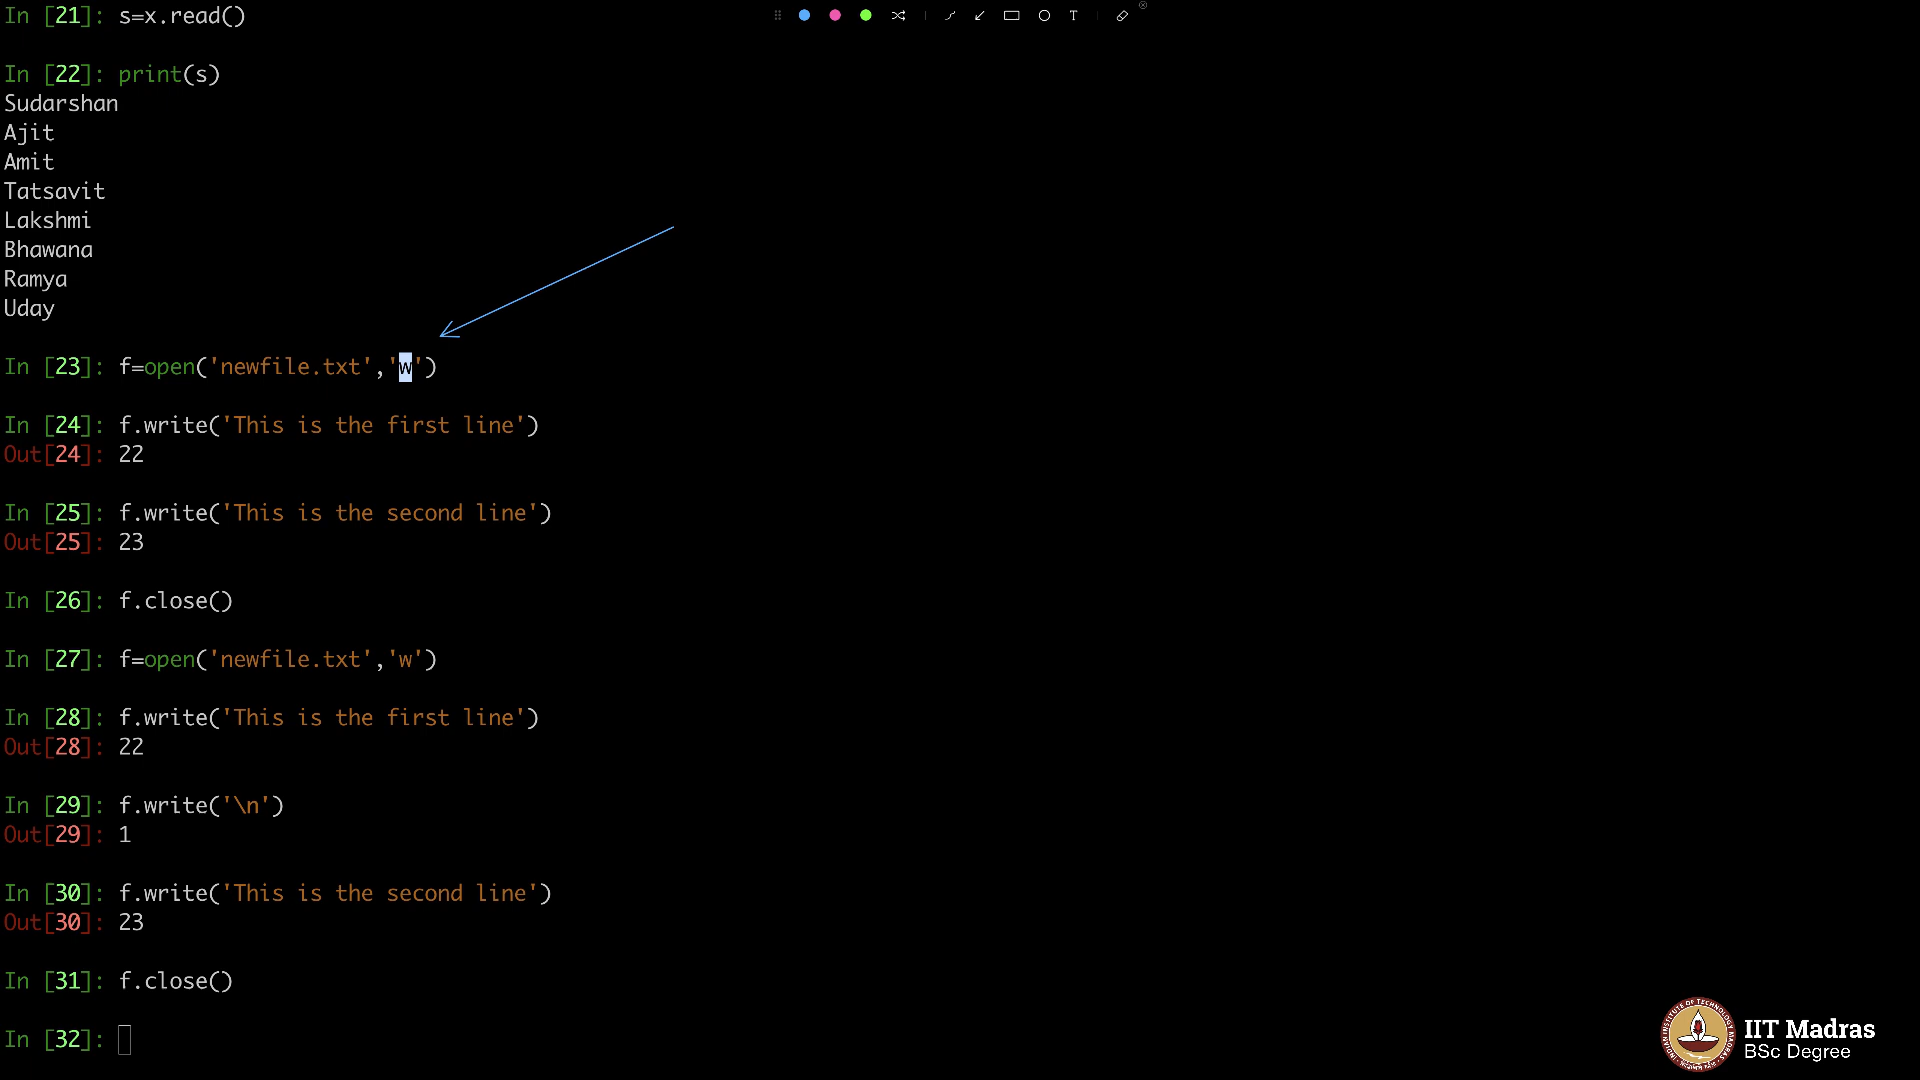 In [21]: s=x.read()
T
In [22]: print(s)
Sudarshan
Ajit
Amit
Tatsavit
Lakshmi
Bhawana
Ramya
Uday
In [23]: f=open('newfile.txt','w')
In [24]: f.write('This is the first line')
Out[24]: 22
In [25]: f.write('This is the second line')
Out[25]: 23
In [26]: f.close()
In [27]: f=open('newfile.txt','w')
In [28]: f.write('This is the first line')
Out[28]: 22
In [29]: f.write('\n')
Out[29]: 1
In [30]: f.write('This is the second line')
Out[30]: 23
In [31]: f.close()
In [32]:
IIT Madras
BSc Degree